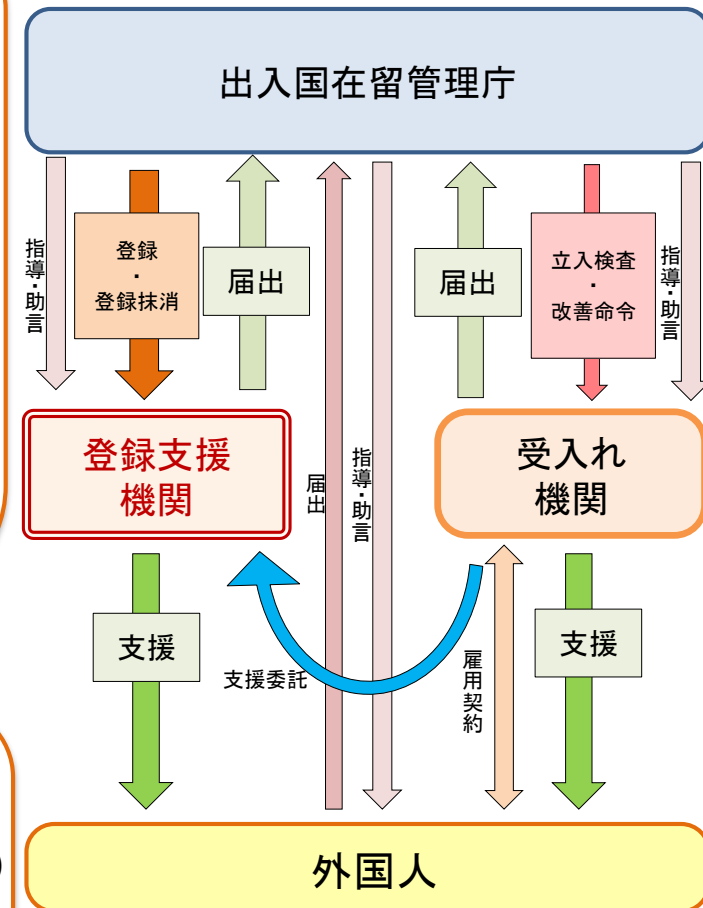 出入国在留管理庁
指導・助言
登録
・
登録抹消
届出
届出
立入検査
・
改善命令
指導・助言
登録支援
機関
届出
指導・助言
受入れ
機関
支援
支援委託
雇用契約
支援
外国人
)